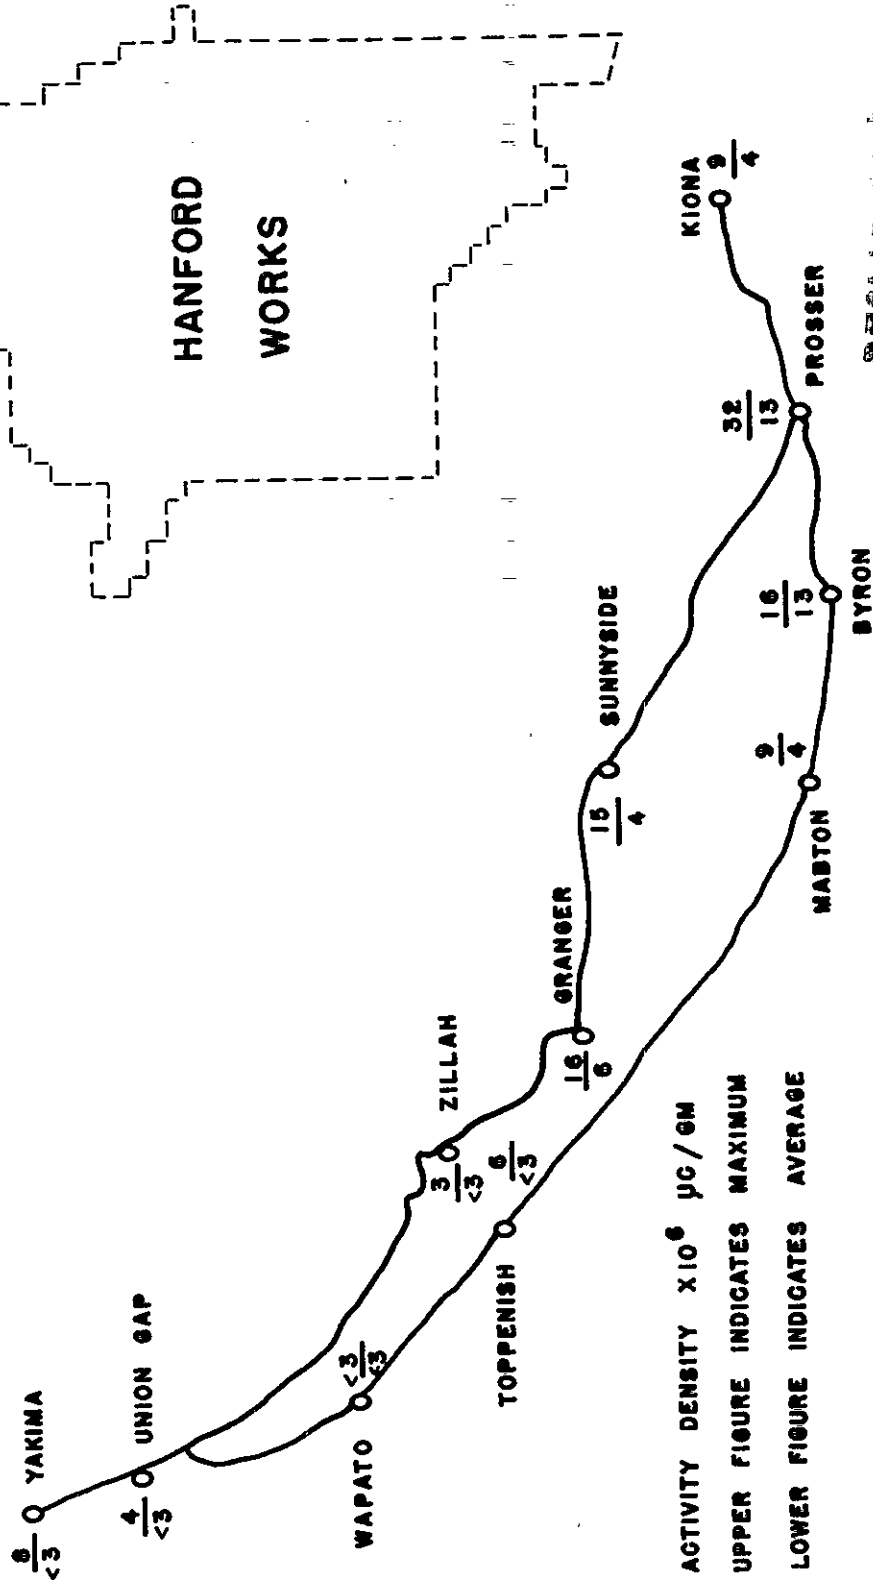 HANFORD
WORKS
YAKIMA
8
<3
UNION GAP
4
<3
WAPATO
<3
<3
ZILLAH
3
<3
TOPPENISH
6
<3
GRANGER
16
6
SUNNYSIDE
15
4
MABTON
9
4
BYRON
16
13
PROSSER
32
13
KIONA
9
4
ACTIVITY DENSITY X10⁶ µC/GM
UPPER FIGURE INDICATES MAXIMUM
LOWER FIGURE INDICATES AVERAGE